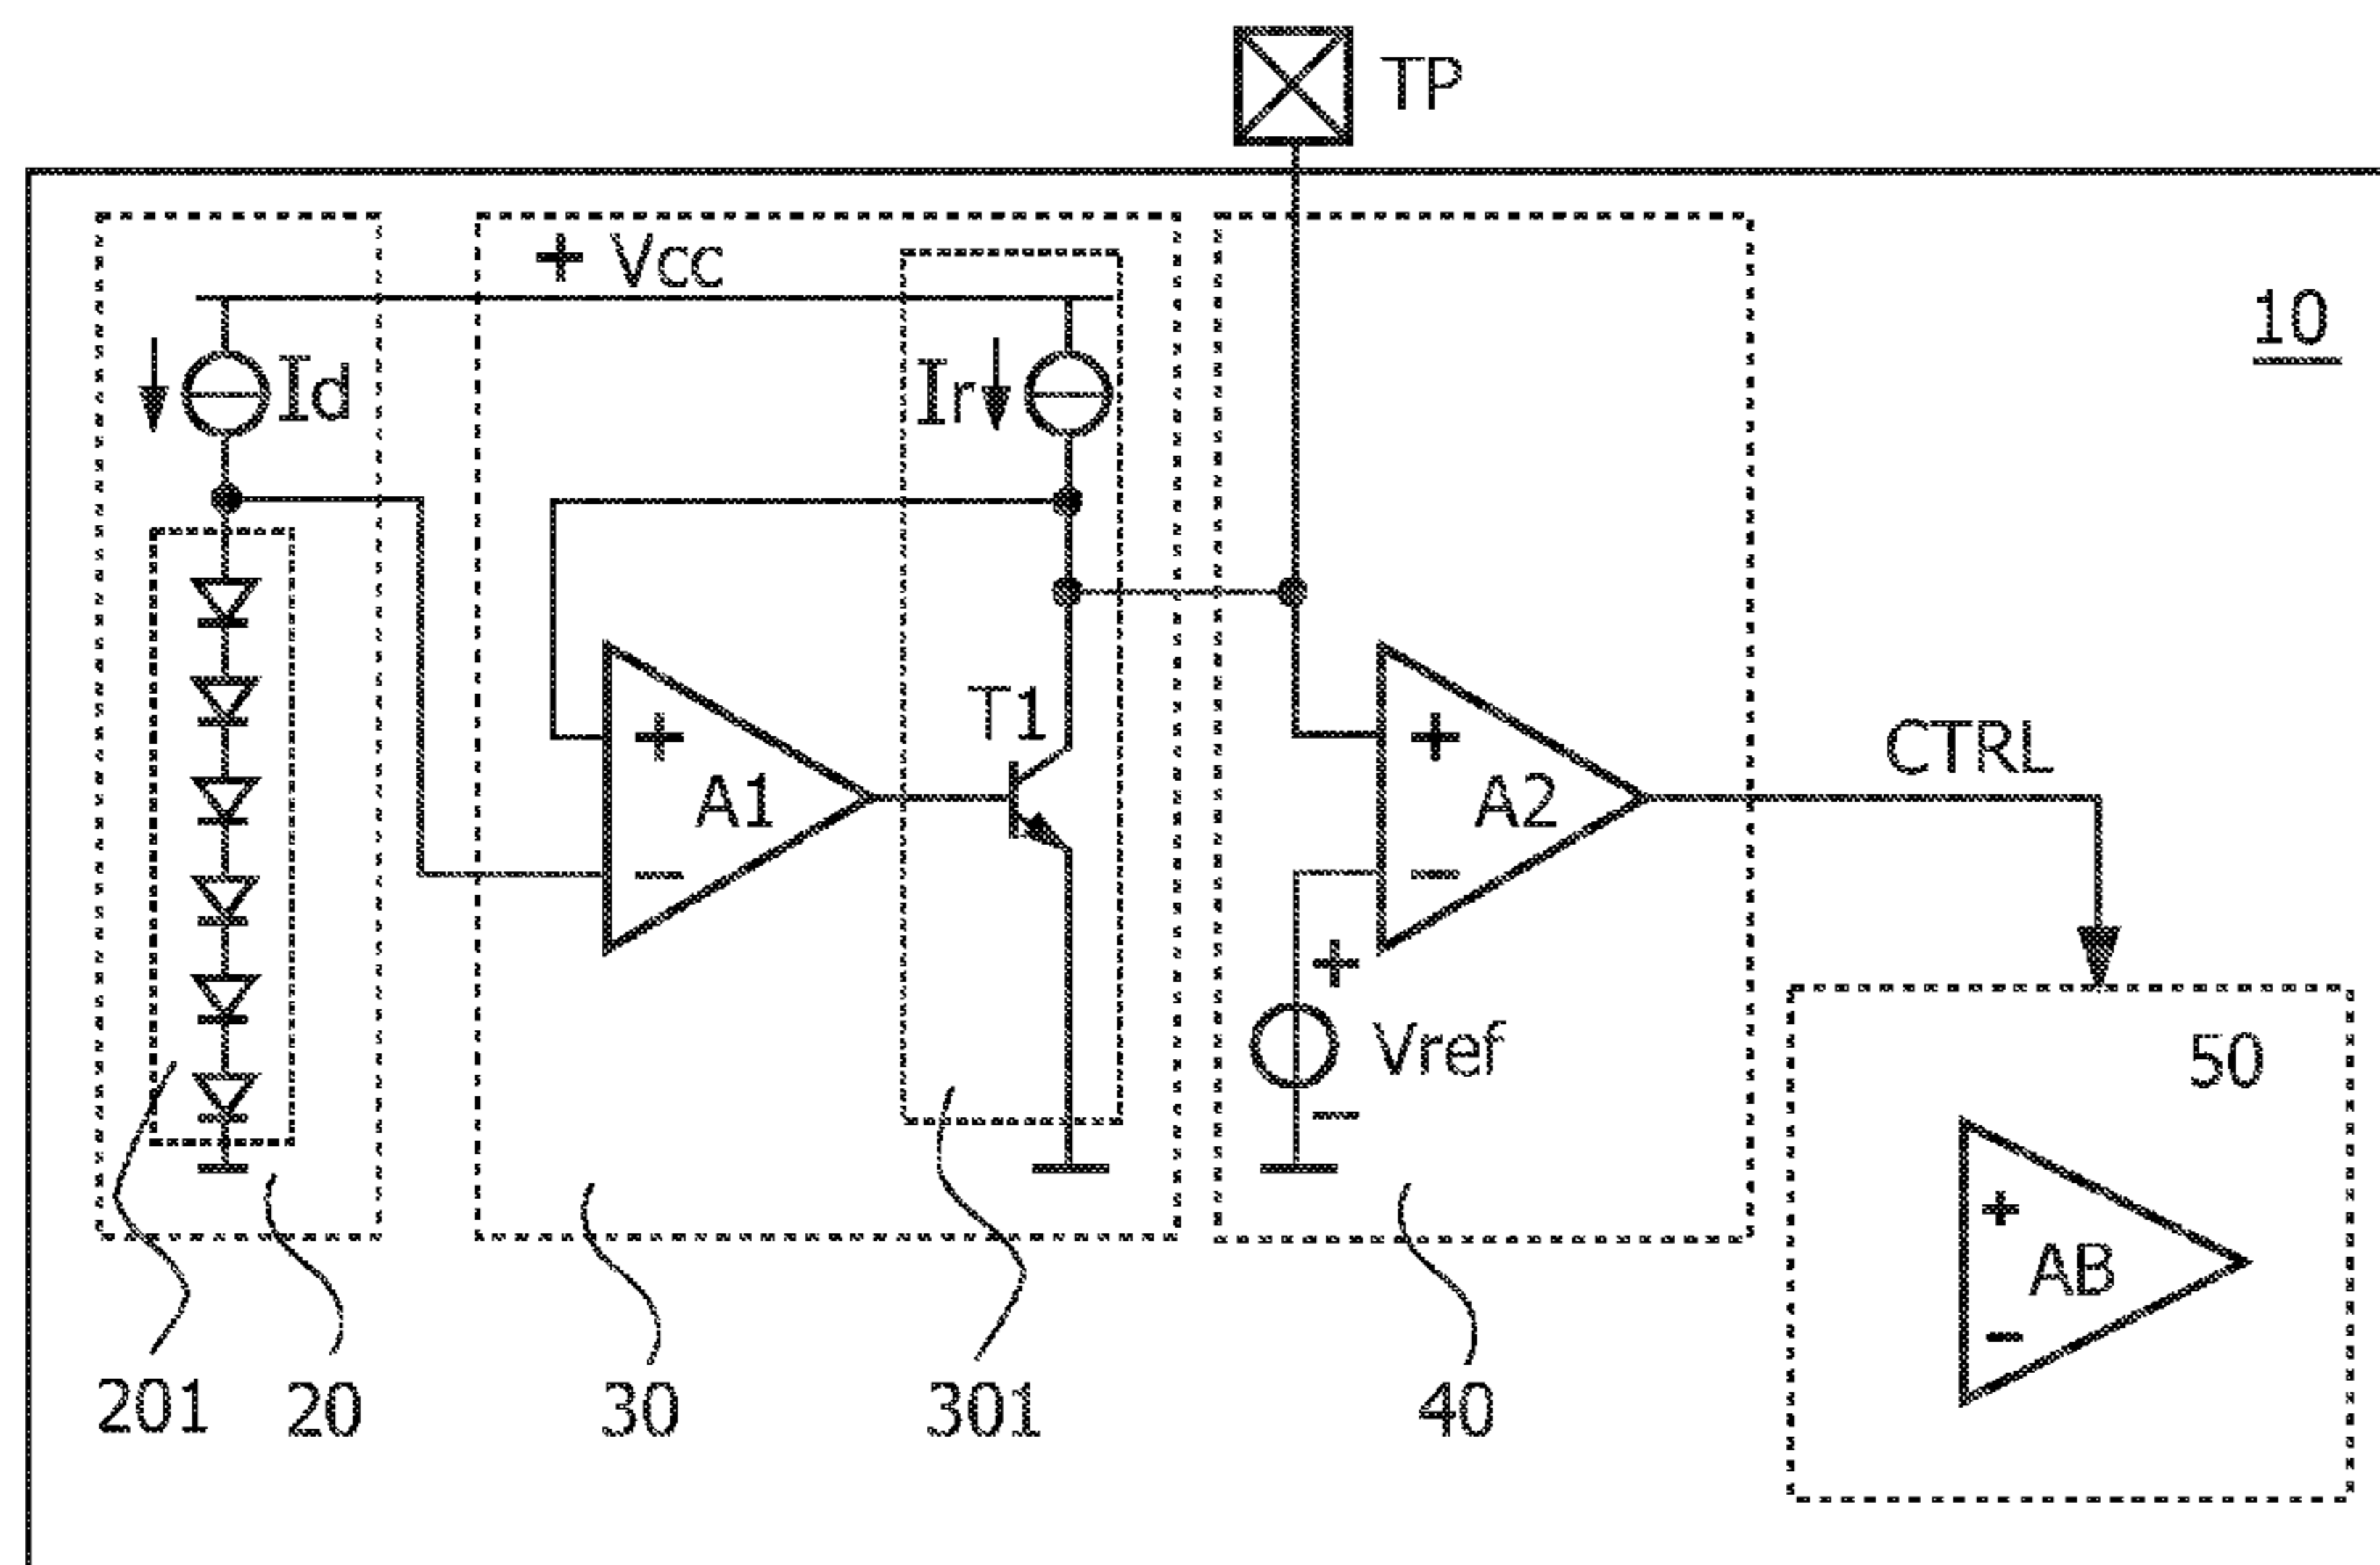 TP
+ Vcc
10
Id
Ir
T1
+
A1
−
+
A2
−
CTRL
+
Vref
−
50
+
AB
−
201
20
30
301
40